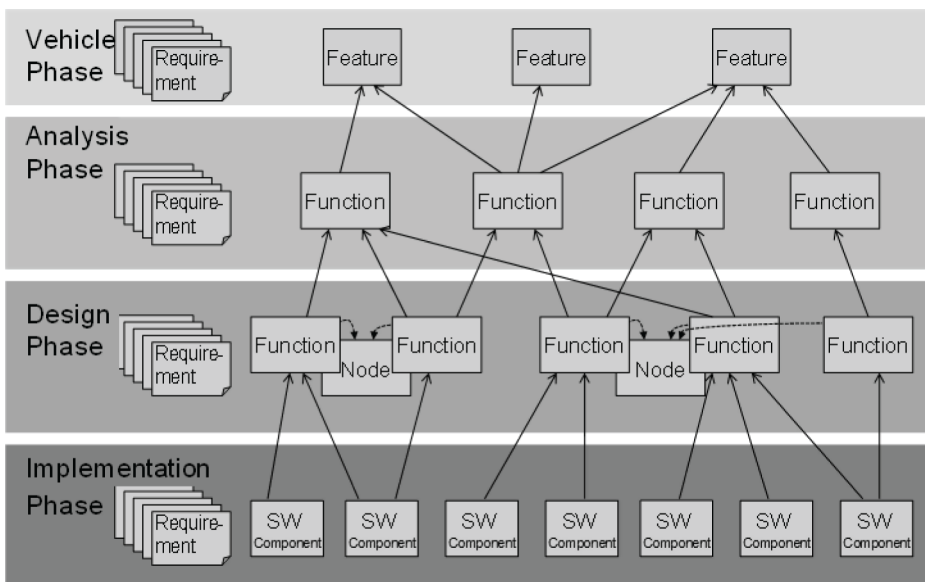 Vehicle
Phase
Require-
ment
Feature
Feature
Feature
Analysis
Phase
Require-
ment
Function
Function
Function
Function
Design
Phase
Require-
ment
Function
Node
Function
Function
Node
Function
Function
Implementation
Phase
Require-
ment
SW
Component
SW
Component
SW
Component
SW
Component
SW
Component
SW
Component
SW
Component